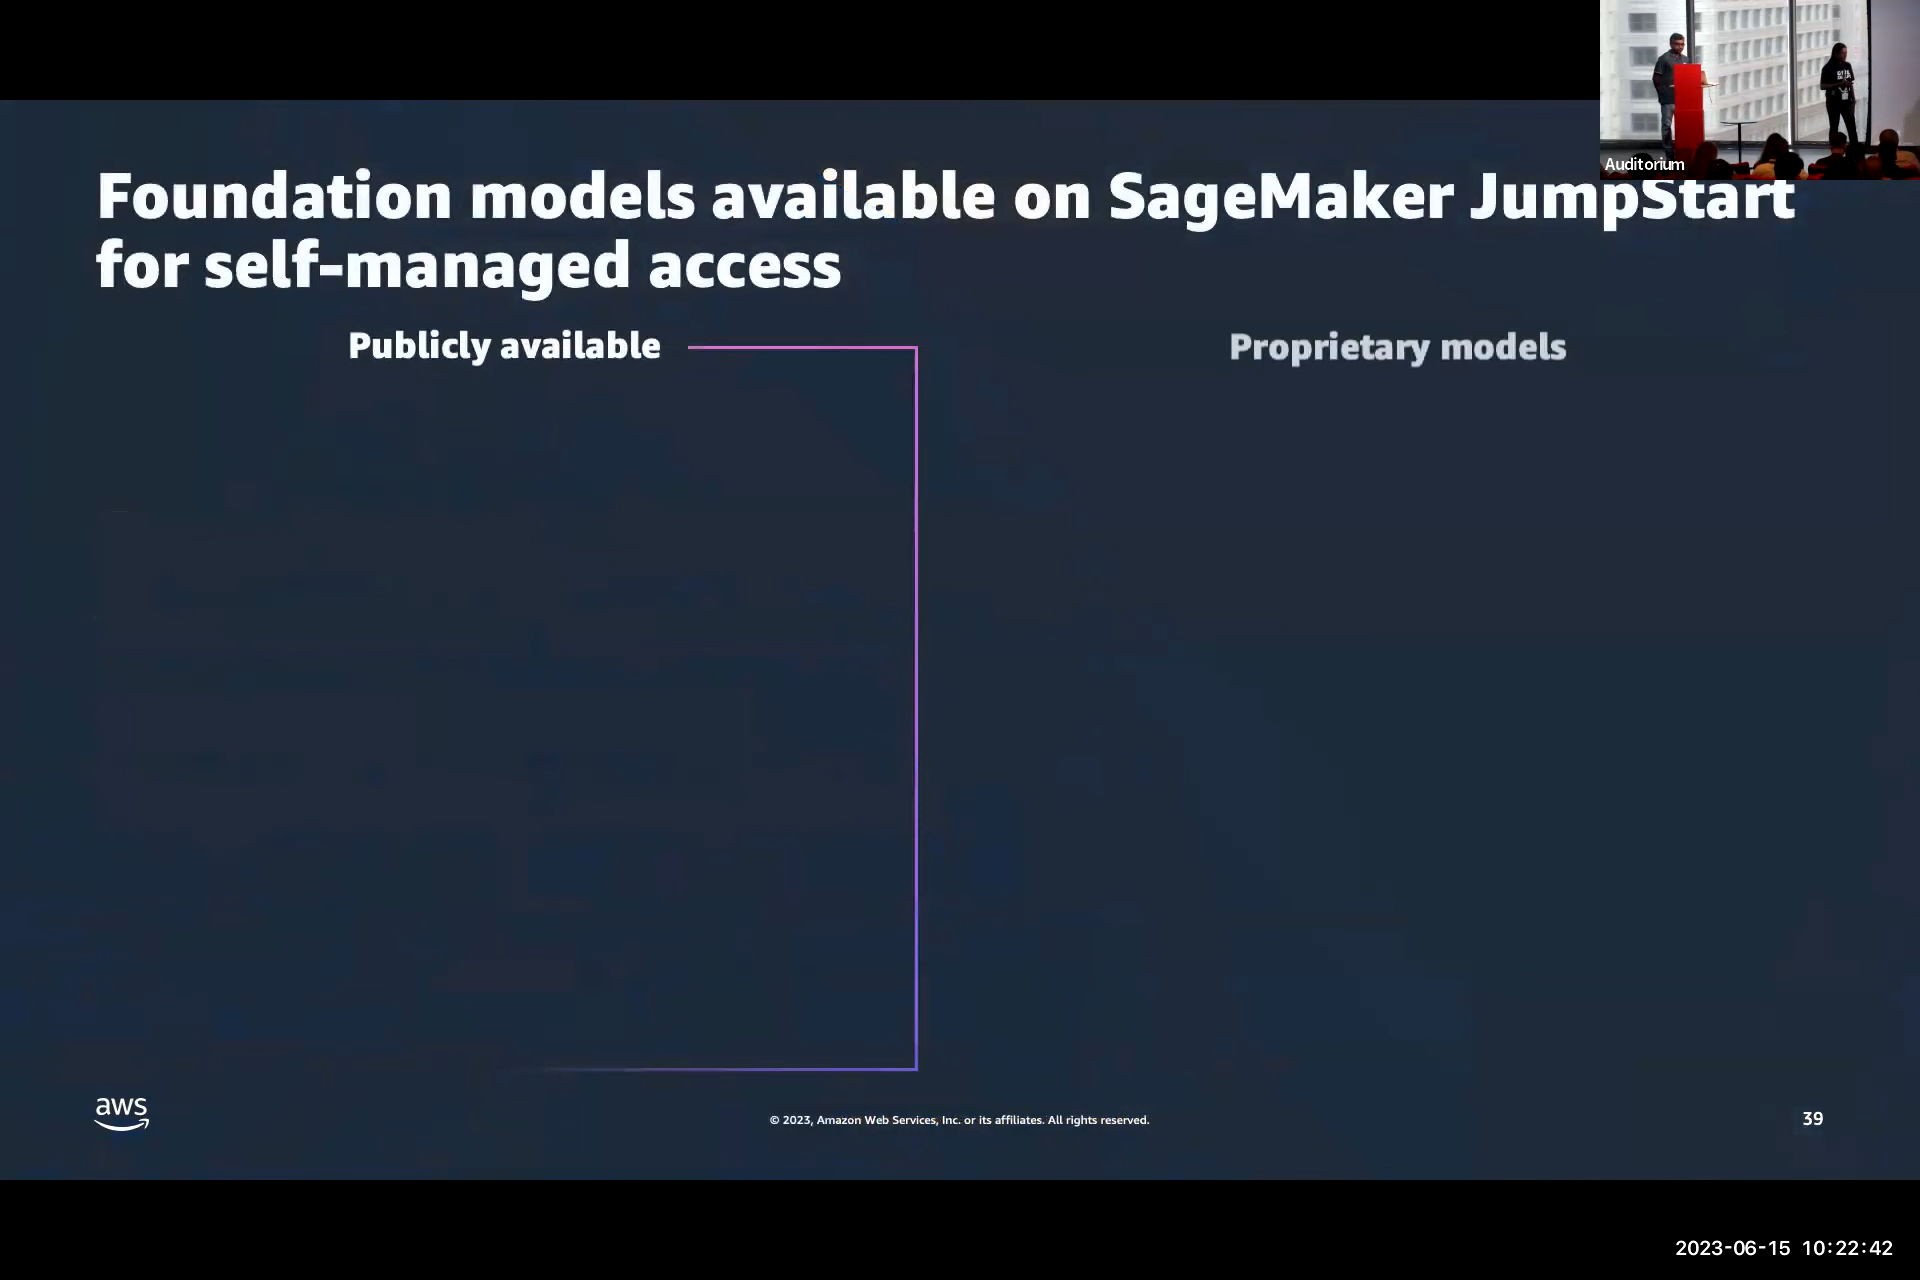 Auditorium
Foundation models available on SageMaker JumpStart
for self-managed access
Publicly available
Proprietary models
aws
© 2023, Amazon Web Services, Inc. or its affiliates. All rights reserved.
39
2023-06-15 10:22:42